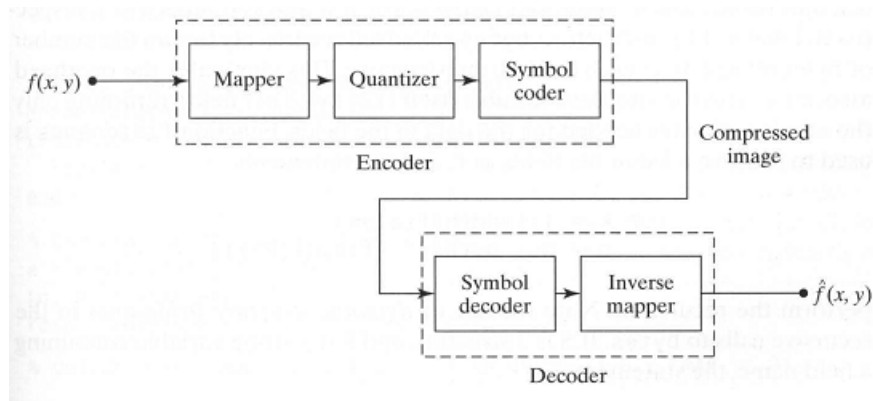 f(x, y)
Mapper
Quantizer
Symbol
coder
Encoder
Compressed
image
Symbol
decoder
Inverse
mapper
f̂(x, y)
Decoder